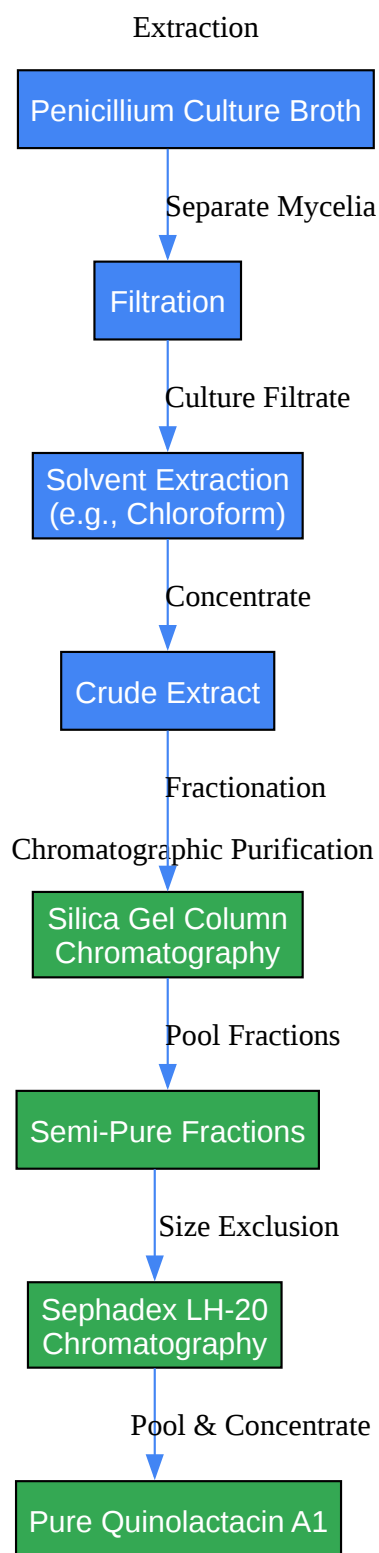 Extraction
Penicillium Culture Broth
Separate Mycelia
Filtration
Culture Filtrate
Solvent Extraction
(e.g., Chloroform)
Concentrate
Crude Extract
Fractionation
Chromatographic Purification
Silica Gel Column
Chromatography
Pool Fractions
Semi-Pure Fractions
Size Exclusion
Sephadex LH-20
Chromatography
Pool & Concentrate
Pure Quinolactacin A1